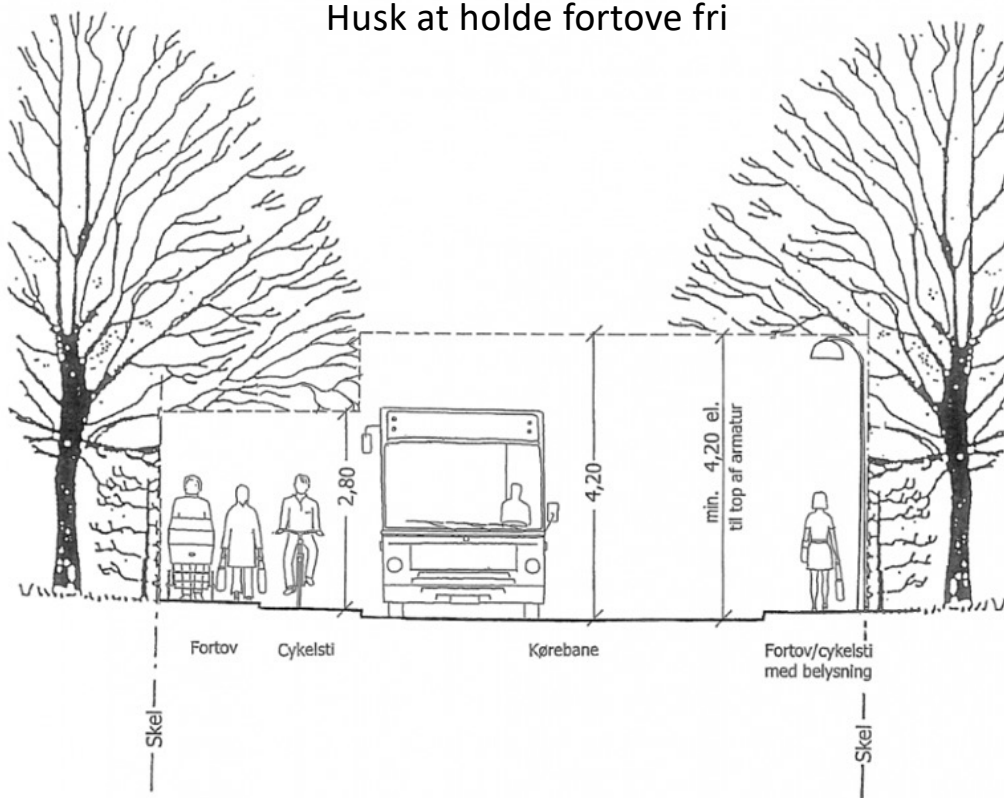 Husk at holde fortove fri
2,80
4,20
min. 4,20 el.
til top af armatur
Fortov
Cykelsti
Kørebane
Fortov/cykelsti
med belysning
Skel
Skel